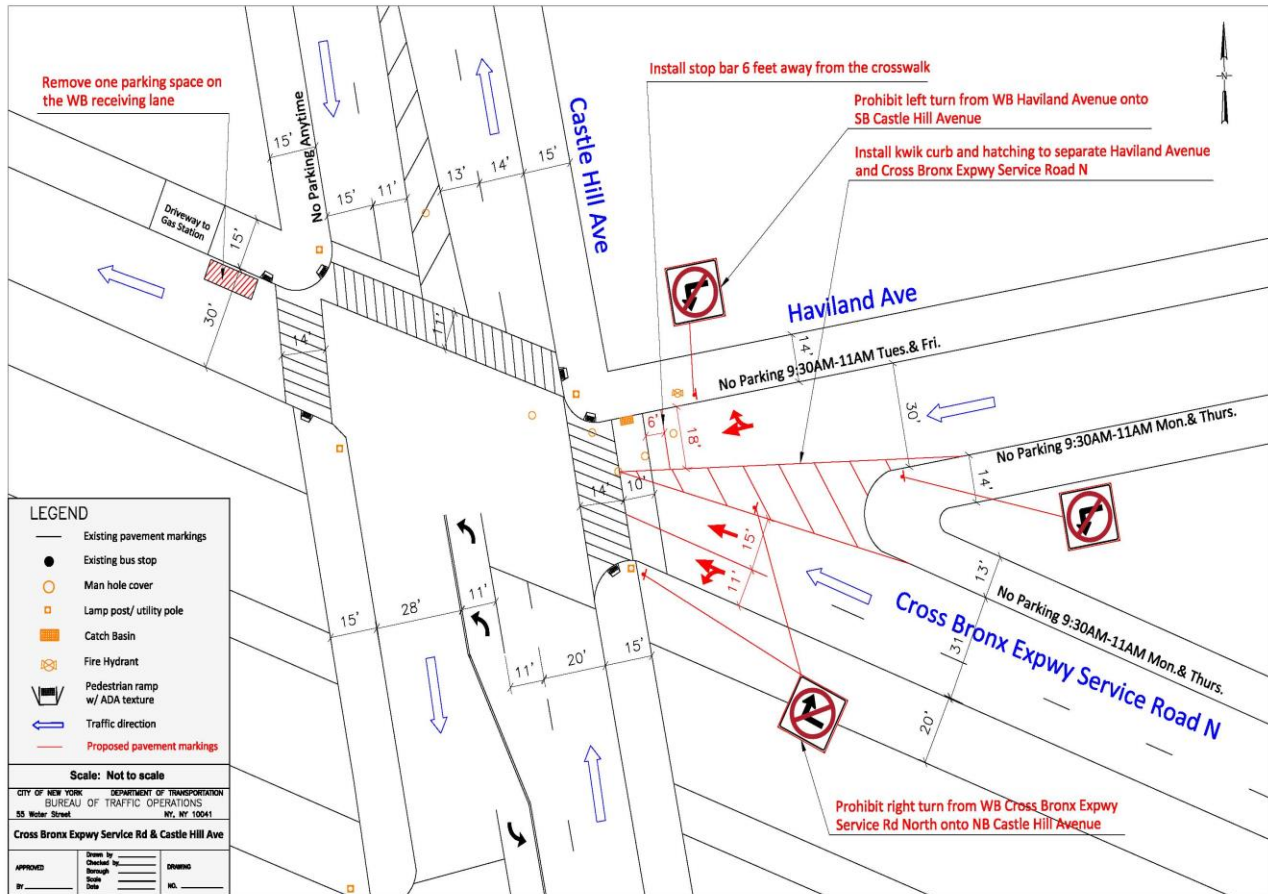 Remove one parking space on
the WB receiving lane
Install stop bar 6 feet away from the crosswalk
Prohibit left turn from WB Haviland Avenue onto
SB Castle Hill Avenue
Install kwik curb and hatching to separate Haviland Avenue
and Cross Bronx Expwy Service Road N
N
No Parking Anytime
Castle Hill Ave
15'
15'
11'
13'
14'
15'
Driveway to
Gas Station
15'
30'
14'
11'
Haviland Ave
14'
No Parking 9:30AM-11AM Tues.& Fri.
30'
No Parking 9:30AM-11AM Mon.& Thurs.
14'
6'
18'
14'
10'
15'
11'
13'
No Parking 9:30AM-11AM Mon.& Thurs.
31'
20'
Cross Bronx Expwy Service Road N
15'
28'
11'
11'
20'
15'
Prohibit right turn from WB Cross Bronx Expwy
Service Rd North onto NB Castle Hill Avenue
LEGEND
Existing pavement markings
Existing bus stop
Man hole cover
Lamp post/ utility pole
Catch Basin
Fire Hydrant
Pedestrian ramp
w/ ADA texture
Traffic direction
Proposed pavement markings
Scale: Not to scale
CITY OF NEW YORK DEPARTMENT OF TRANSPORTATION
BUREAU OF TRAFFIC OPERATIONS
55 Water Street NY, NY 10041
Cross Bronx Expwy Service Rd & Castle Hill Ave
APPROVED
BY
Drawn by
Checked by
Borough
Scale
Date
DRAWING
NO.